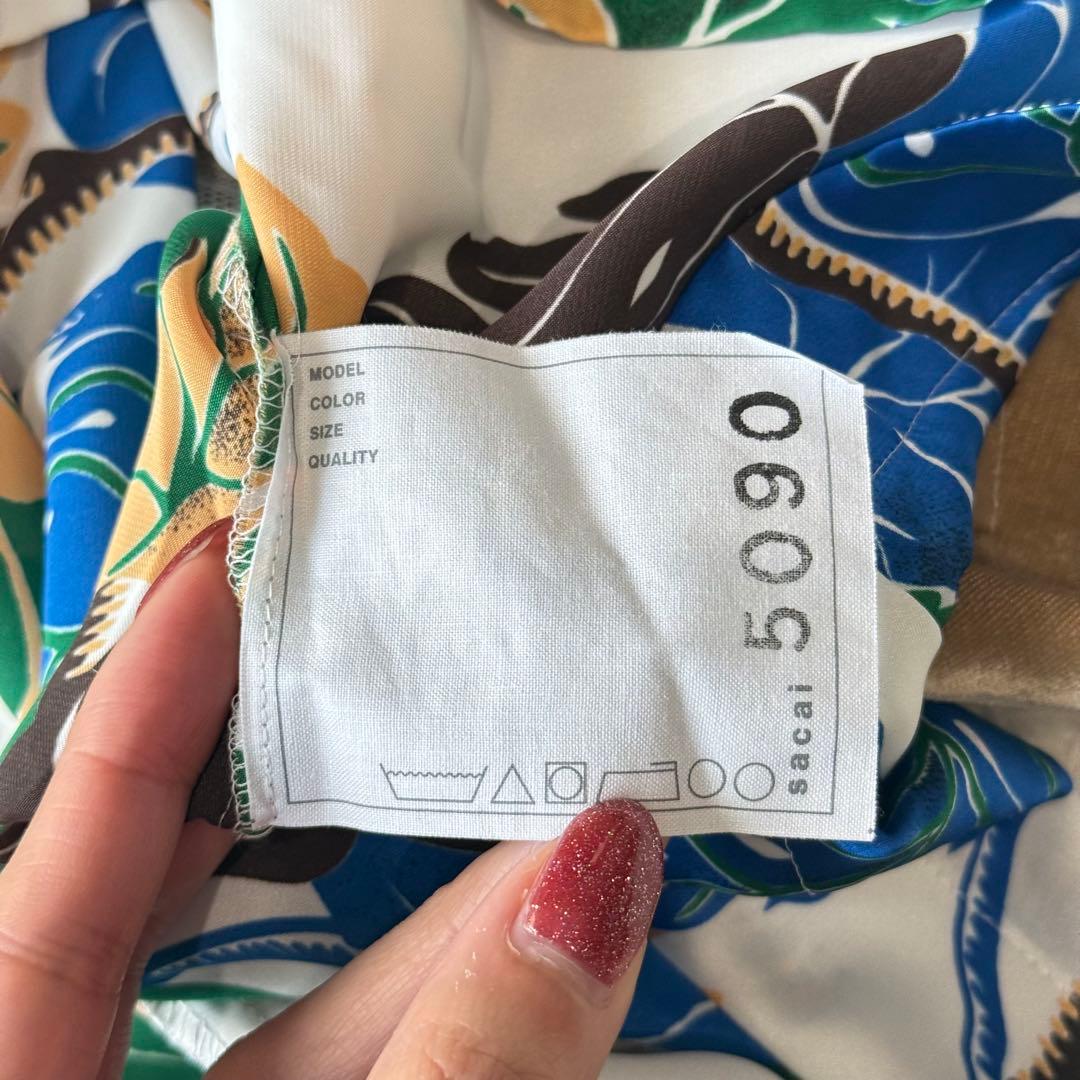 MODEL
COLOR
SIZE
QUALITY
sacai 5090